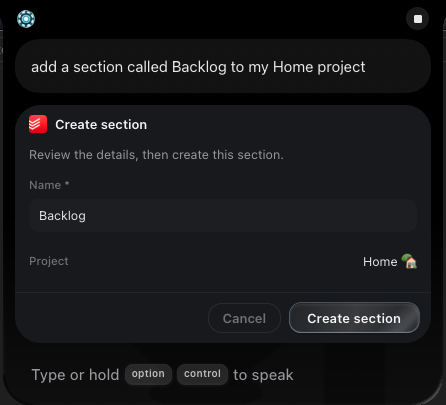 add a section called Backlog to my Home project
Create section
Review the details, then create this section.
Name *
Backlog
Project
Home 🏡
Cancel
Create section
Type or hold option control to speak